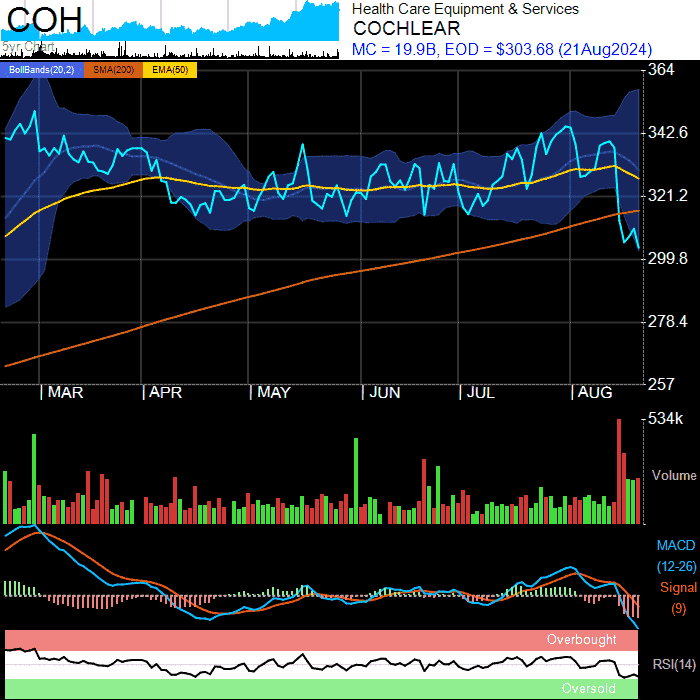 COH
5yr Chart
Health Care Equipment & Services
COCHLEAR
MC = 19.9B, EOD = $303.68 (21Aug2024)
BollBands(20,2) SMA(200) EMA(50)
364
342.6
321.2
299.8
278.4
257
MAR APR MAY JUN JUL AUG
534k
Volume
MACD
(12-26)
Signal
(9)
Overbought
RSI(14)
Oversold